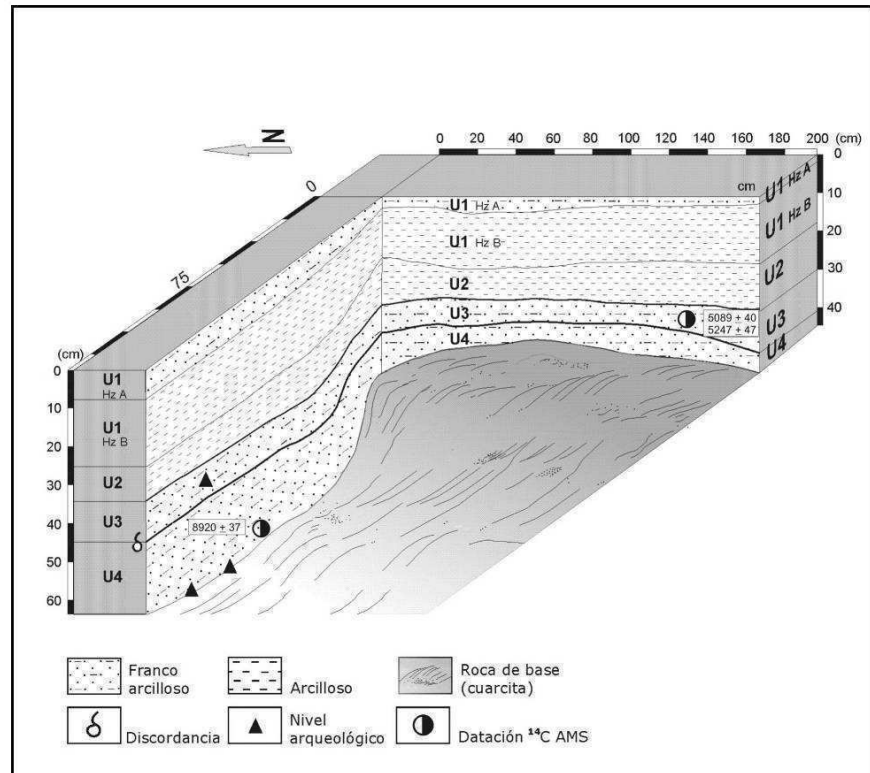 N
0 20 40 60 80 100 120 140 160 180 200 (cm)
0
10
20
30
40
cm
U1 Hz A
U1 Hz B
U2
U3
U4
U1 Hz A
U1 Hz B
U2
U3
U4
5089 ± 40
5247 ± 47
0
75
(cm)
0
10
20
30
40
50
60
U1
Hz A
U1
Hz B
U2
U3
U4
8920 ± 37
Franco
arcilloso
Arcilloso
Roca de base
(cuarcita)
Discordancia
Nivel
arqueológico
Datación ¹⁴C AMS